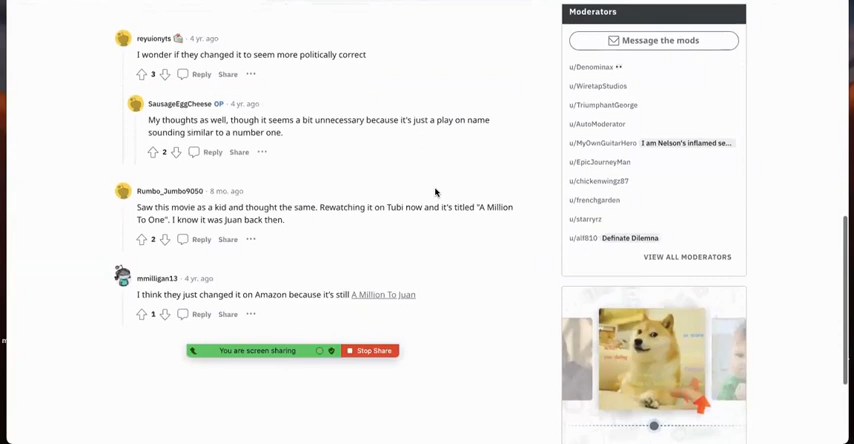 Moderators
reyuionyts · 4 yr. ago
I wonder if they changed it to seem more politically correct
3 Reply Share ···
SausageEggCheese OP · 4 yr. ago
My thoughts as well, though it seems a bit unnecessary because it's just a play on name
sounding similar to a number one.
2 Reply Share ···
Rumbo_Jumbo9050 · 8 mo. ago
Saw this movie as a kid and thought the same. Rewatching it on Tubi now and it's titled "A Million
To One". I know it was Juan back then.
2 Reply Share ···
mmilligan13 · 4 yr. ago
I think they just changed it on Amazon because it's still A Million To Juan
1 Reply Share ···
You are screen sharing Stop Share
Message the mods
u/Denominax
u/WiretapStudios
u/TriumphantGeorge
u/AutoModerator
u/MyOwnGuitarHero I am Nelson's inflamed se...
u/EpicJourneyMan
u/chickenwingz87
u/frenchgarden
u/starryrz
u/alf810 Definate Dilemna
VIEW ALL MODERATORS